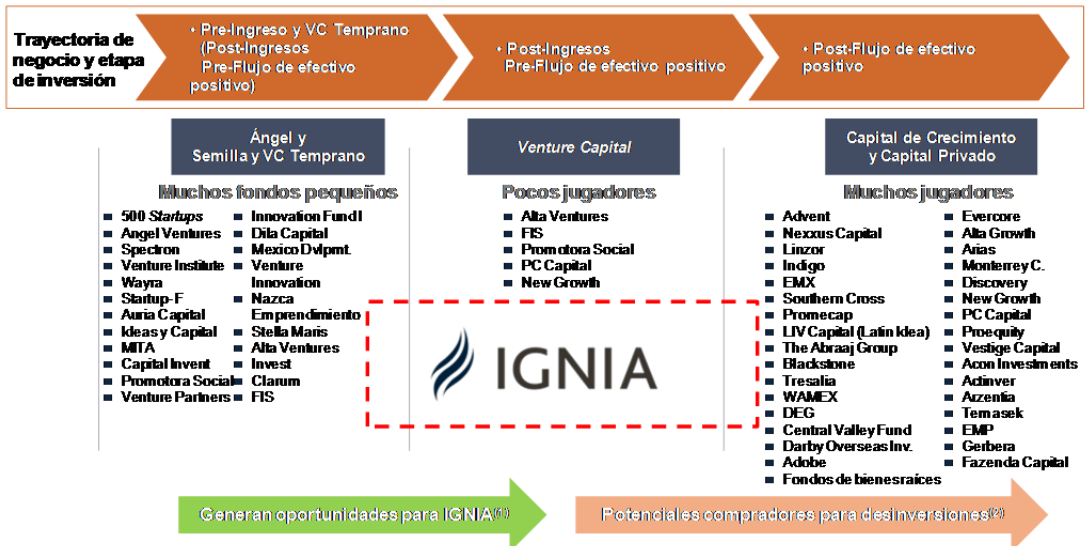 Trayectoria de
negocio y etapa
de inversión
• Pre-Ingreso y VC Temprano
(Post-Ingresos
Pre-Flujo de efectivo
positivo)
• Post-Ingresos
Pre-Flujo de efectivo positivo
• Post-Flujo de efectivo
positivo
Ángel y
Semilla y VC Temprano
Venture Capital
Capital de Crecimiento
y Capital Privado
Muchos fondos pequeños
500 Startups
Angel Ventures
Spectron
Venture Institute
Wayra
Startup-F
Auria Capital
Ideas y Capital
MITA
Capital Invent
Promotora Social
Venture Partners
Innovation Fund I
Dila Capital
Mexico Dvlpmt.
Venture
Innovation
Nazca
Emprendimiento
Stella Maris
Alta Ventures
Invest
Clarum
FIS
Pocos jugadores
Alta Ventures
FIS
Promotora Social
PC Capital
New Growth
IGNIA
Muchos jugadores
Advent
Nexxus Capital
Linzor
Indigo
EMX
Southern Cross
Promecap
LIV Capital (Latin Idea)
The Abraaj Group
Blackstone
Tresalia
WAMEX
DEG
Central Valley Fund
Darby Overseas Inv.
Adobe
Fondos de bienesraíces
Evercore
Alta Growth
Arias
Monterrey C.
Discovery
New Growth
PC Capital
Proequity
Vestige Capital
Acon Investments
Actinver
Arzentia
Temasek
EMP
Gerbera
Fazenda Capital
Generan oportunidades para IGNIA(1)
Potenciales compradores para desinversiones(2)